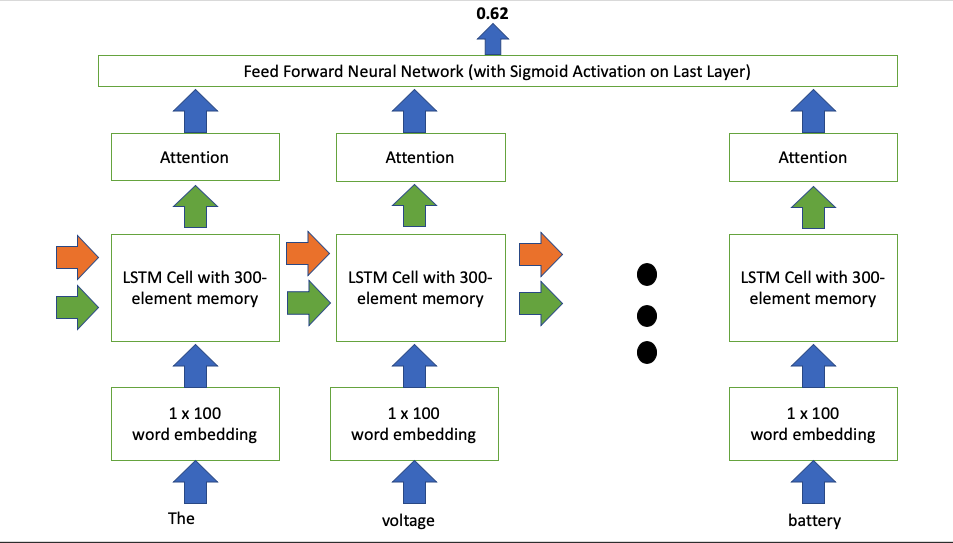 0.62
Feed Forward Neural Network (with Sigmoid Activation on Last Layer)
Attention
Attention
Attention
LSTM Cell with 300-
element memory
LSTM Cell with 300-
element memory
LSTM Cell with 300-
element memory
1 x 100
word embedding
1 x 100
word embedding
1 x 100
word embedding
The
voltage
battery